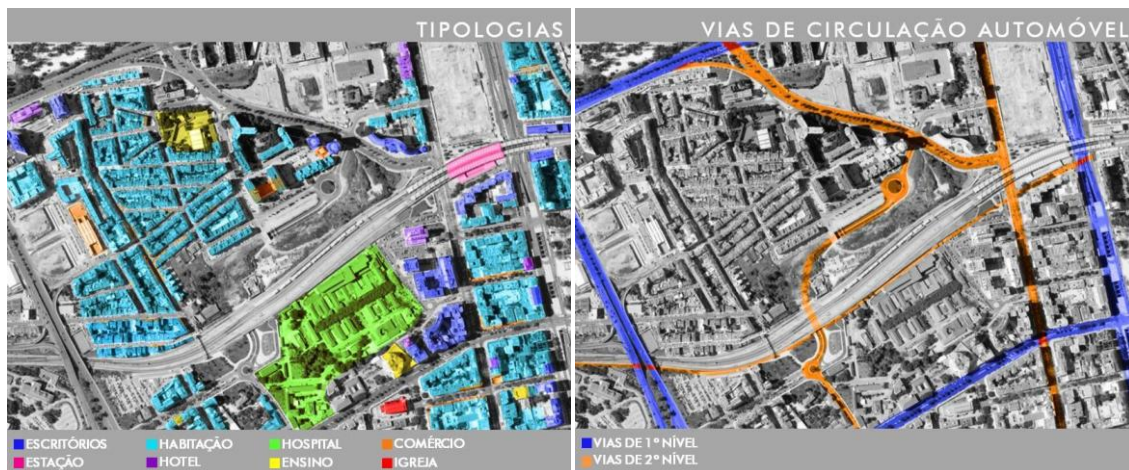 TIPOLOGIAS
ESCRITÓRIOS HABITAÇÃO HOSPITAL COMÉRCIO
ESTAÇÃO HOTEL ENSINO IGREJA
VIAS DE CIRCULAÇÃO AUTOMÓVEL
VIAS DE 1º NÍVEL
VIAS DE 2º NÍVEL